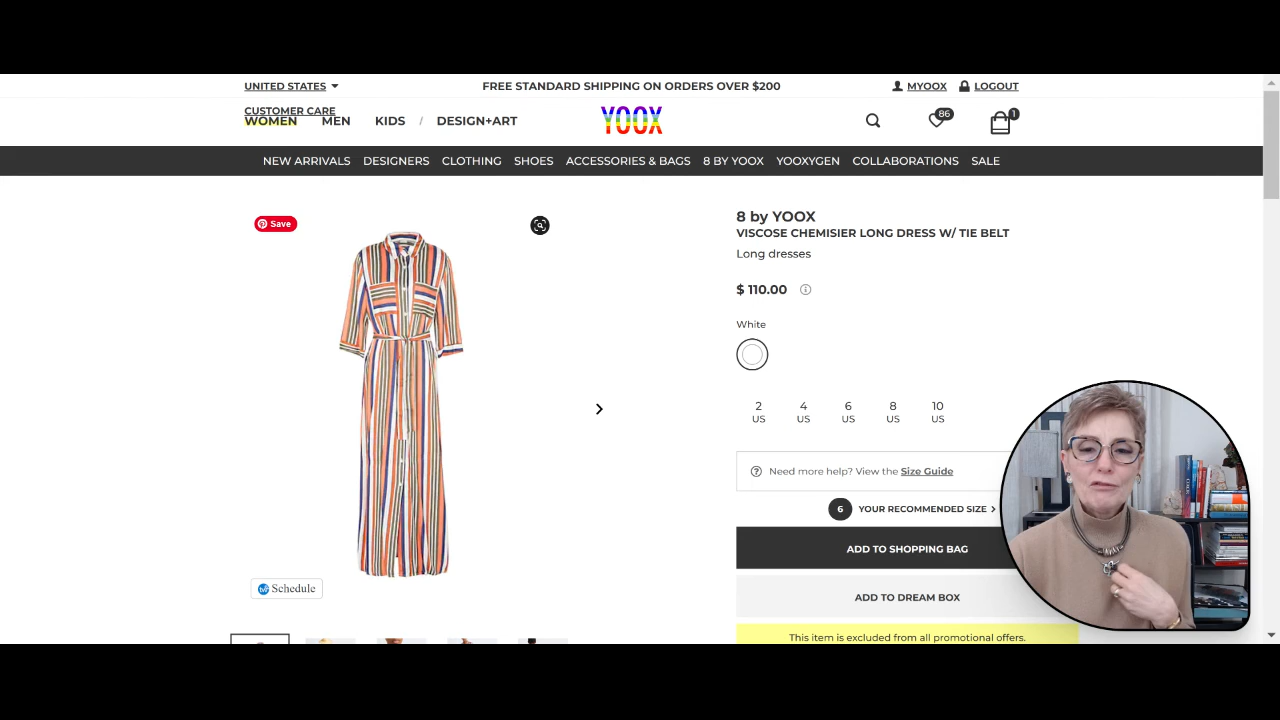 UNITED STATES
FREE STANDARD SHIPPING ON ORDERS OVER $200
MYOOX
LOGOUT
CUSTOMER CARE
WOMEN
MEN
KIDS
/
DESIGN+ART
YOOX
86
1
NEW ARRIVALS
DESIGNERS
CLOTHING
SHOES
ACCESSORIES & BAGS
8 BY YOOX
YOOXYGEN
COLLABORATIONS
SALE
Save
8 by YOOX
VISCOSE CHEMISIER LONG DRESS W/ TIE BELT
Long dresses
$ 110.00
White
2 US
4 US
6 US
8 US
10 US
Need more help? View the Size Guide
6
YOUR RECOMMENDED SIZE >
ADD TO SHOPPING BAG
Schedule
ADD TO DREAM BOX
This item is excluded from all promotional offers.